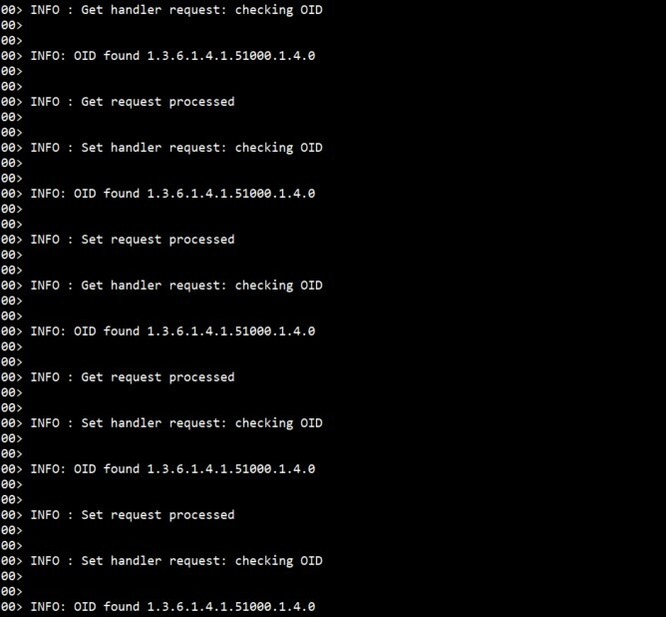 00> INFO : Get handler request: checking OID
00>
00>
00> INFO: OID found 1.3.6.1.4.1.51000.1.4.0
00>
00>
00> INFO : Get request processed
00>
00>
00> INFO : Set handler request: checking OID
00>
00>
00> INFO: OID found 1.3.6.1.4.1.51000.1.4.0
00>
00>
00> INFO : Set request processed
00>
00>
00> INFO : Get handler request: checking OID
00>
00>
00> INFO: OID found 1.3.6.1.4.1.51000.1.4.0
00>
00>
00> INFO : Get request processed
00>
00>
00> INFO : Set handler request: checking OID
00>
00>
00> INFO: OID found 1.3.6.1.4.1.51000.1.4.0
00>
00>
00> INFO : Set request processed
00>
00>
00> INFO : Set handler request: checking OID
00>
00>
00> INFO: OID found 1.3.6.1.4.1.51000.1.4.0